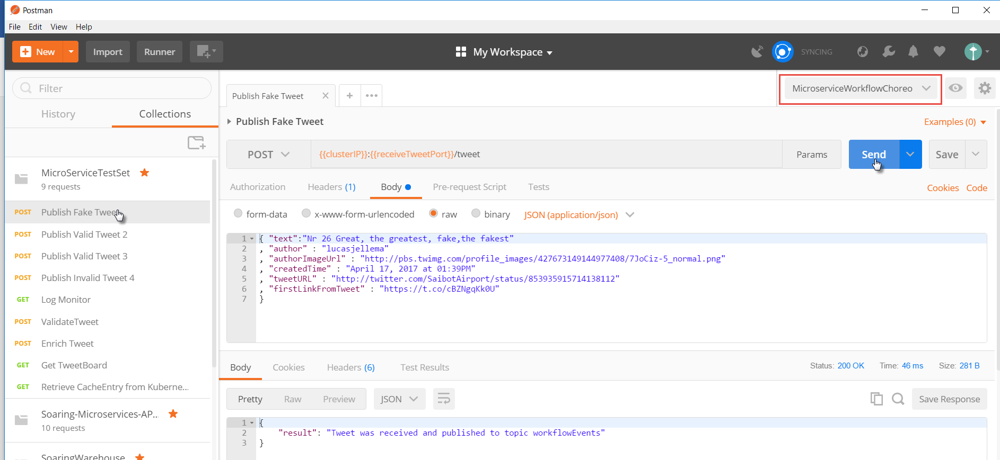 Postman
File Edit View Help
New Import Runner My Workspace SYNCING
Filter
History Collections
MicroServiceTestSet
9 requests
POST Publish Fake Tweet
POST Publish Valid Tweet 2
POST Publish Valid Tweet 3
POST Publish Invalid Tweet 4
GET Log Monitor
POST ValidateTweet
POST Enrich Tweet
GET Get TweetBoard
GET Retrieve CacheEntry from Kuberne...
Soaring-Microservices-AP...
10 requests
SoaringWarehouse
Publish Fake Tweet + •••
MicroserviceWorkflowChoreo
Publish Fake Tweet
Examples (0)
POST {{clusterIP}}:{{receiveTweetPort}}/tweet Params Send Save
Authorization Headers (1) Body Pre-request Script Tests Cookies Code
form-data x-www-form-urlencoded raw binary JSON (application/json)
1 { "text":"Nr 26 Great, the greatest, fake,the fakest"
2 , "author" : "lucasjellema"
3 , "authorImageUrl" : "http://pbs.twimg.com/profile_images/427673149144977408/7JoCiz-5_normal.png"
4 , "createdTime" : "April 17, 2017 at 01:39PM"
5 , "tweetURL" : "http://twitter.com/SaibotAirport/status/853935915714138112"
6 , "firstLinkFromTweet" : "https://t.co/cBZNgqKk0U"
7 }
Body Cookies Headers (6) Test Results Status: 200 OK Time: 46 ms Size: 281 B
Pretty Raw Preview JSON Save Response
1 {
2 "result": "Tweet was received and published to topic workflowEvents"
3 }